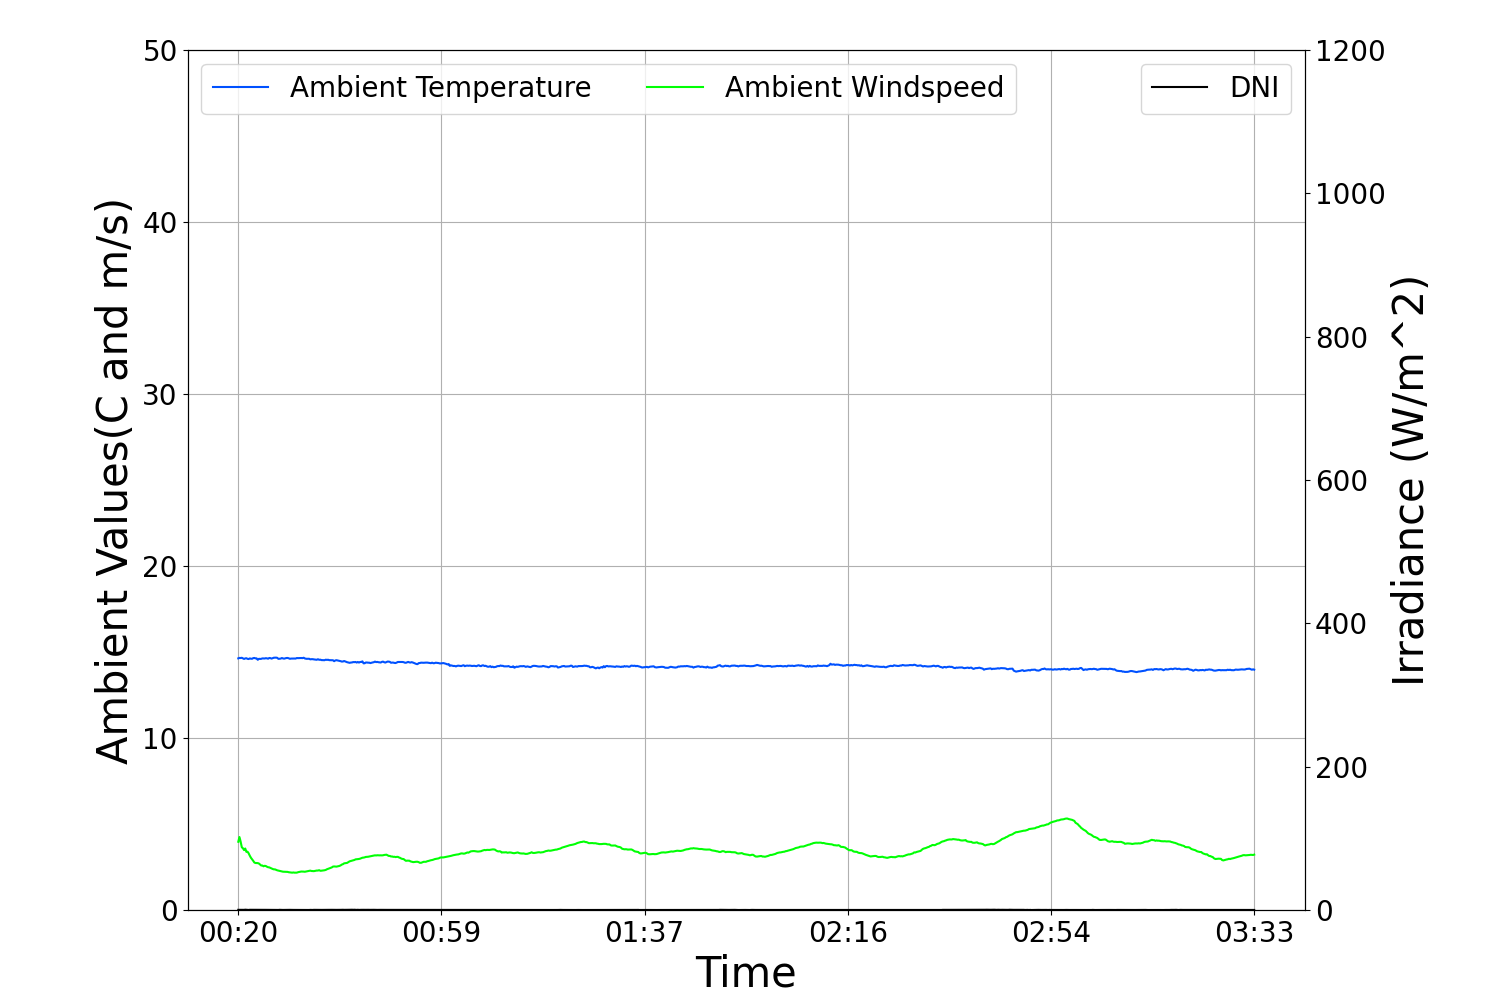 Ambient Temperature
Ambient Windspeed
DNI
Ambient Values(C and m/s)
50
40
30
20
10
0
1200
1000
800
600
400
200
0
Irradiance (W/m^2)
00:20 00:59 01:37 02:16 02:54 03:33
Time